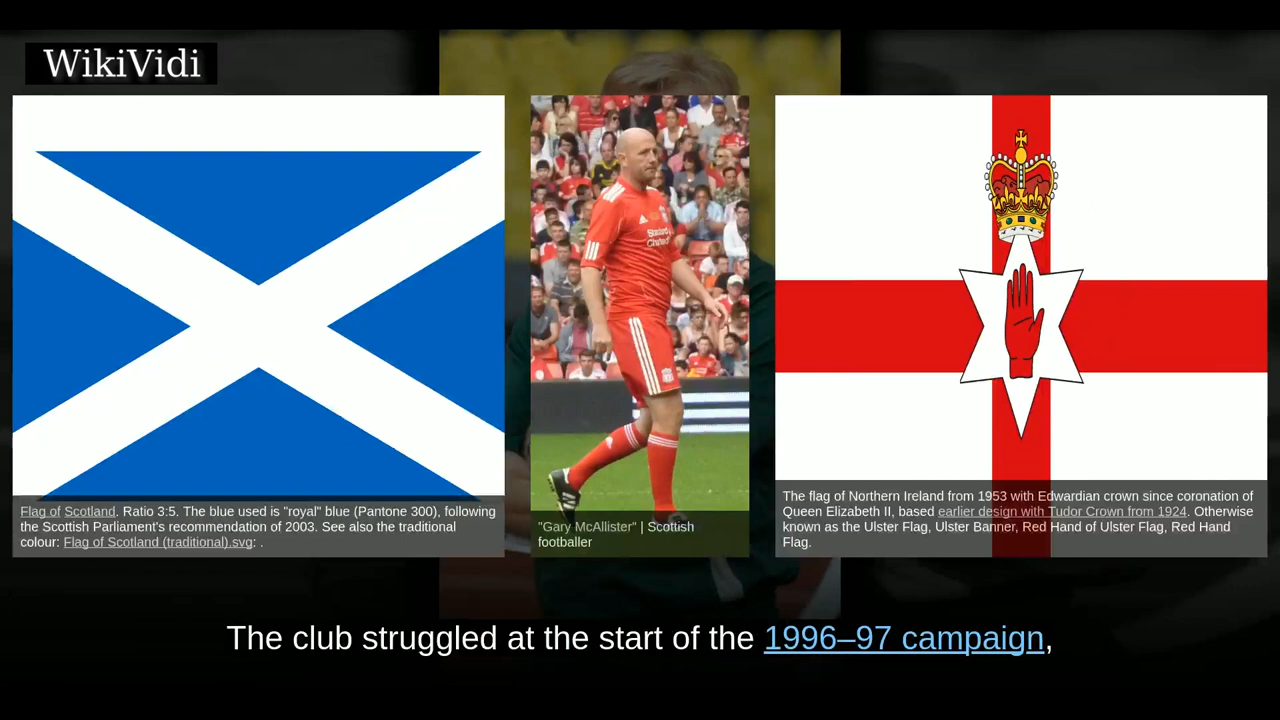 WikiVidi
Flag of Scotland. Ratio 3:5. The blue used is "royal" blue (Pantone 300), following
the Scottish Parliament's recommendation of 2003. See also the traditional
colour: Flag of Scotland (traditional).svg: .
"Gary McAllister" | Scottish
footballer
The flag of Northern Ireland from 1953 with Edwardian crown since coronation of
Queen Elizabeth II, based earlier design with Tudor Crown from 1924. Otherwise
known as the Ulster Flag, Ulster Banner, Red Hand of Ulster Flag, Red Hand
Flag.
The club struggled at the start of the 1996–97 campaign,